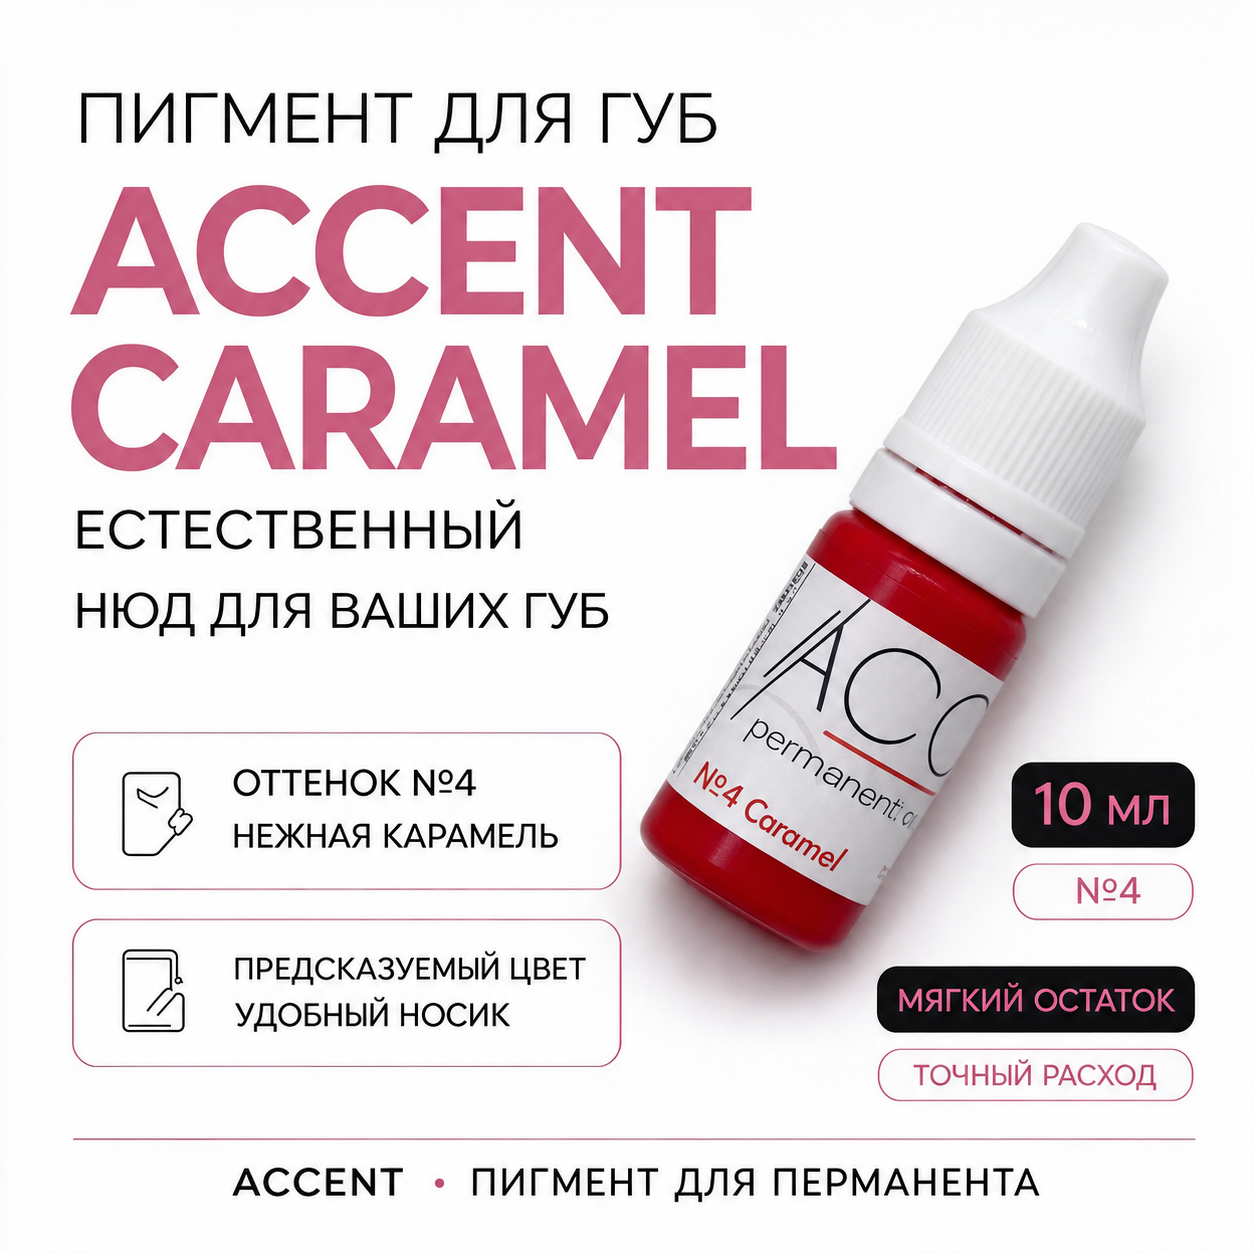 ПИГМЕНТ ДЛЯ ГУБ
ACCENT
CARAMEL
ЕСТЕСТВЕННЫЙ
НЮД ДЛЯ ВАШИХ ГУБ
ОТТЕНОК №4
НЕЖНАЯ КАРАМЕЛЬ
ПРЕДСКАЗУЕМЫЙ ЦВЕТ
УДОБНЫЙ НОСИК
ACC
permanent
№4 Caramel
10 МЛ
№4
МЯГКИЙ ОСТАТОК
ТОЧНЫЙ РАСХОД
ACCENT • ПИГМЕНТ ДЛЯ ПЕРМАНЕНТА